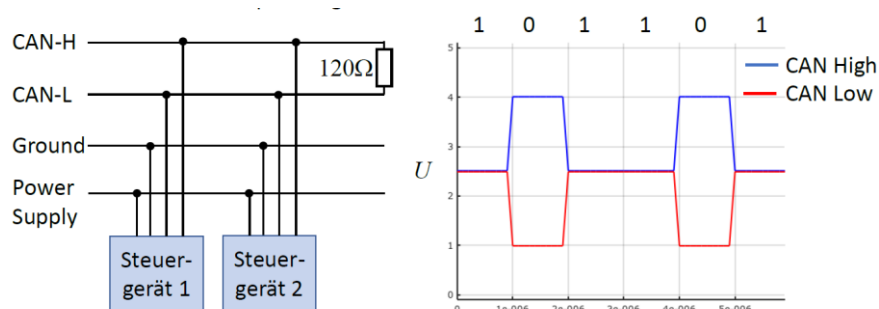 CAN-H
120Ω
CAN-L
Ground
Power
Supply
Steuer-
gerät 1
Steuer-
gerät 2
1 0 1 1 0 1
CAN High
CAN Low
U
5
4
3
2
1
0
0